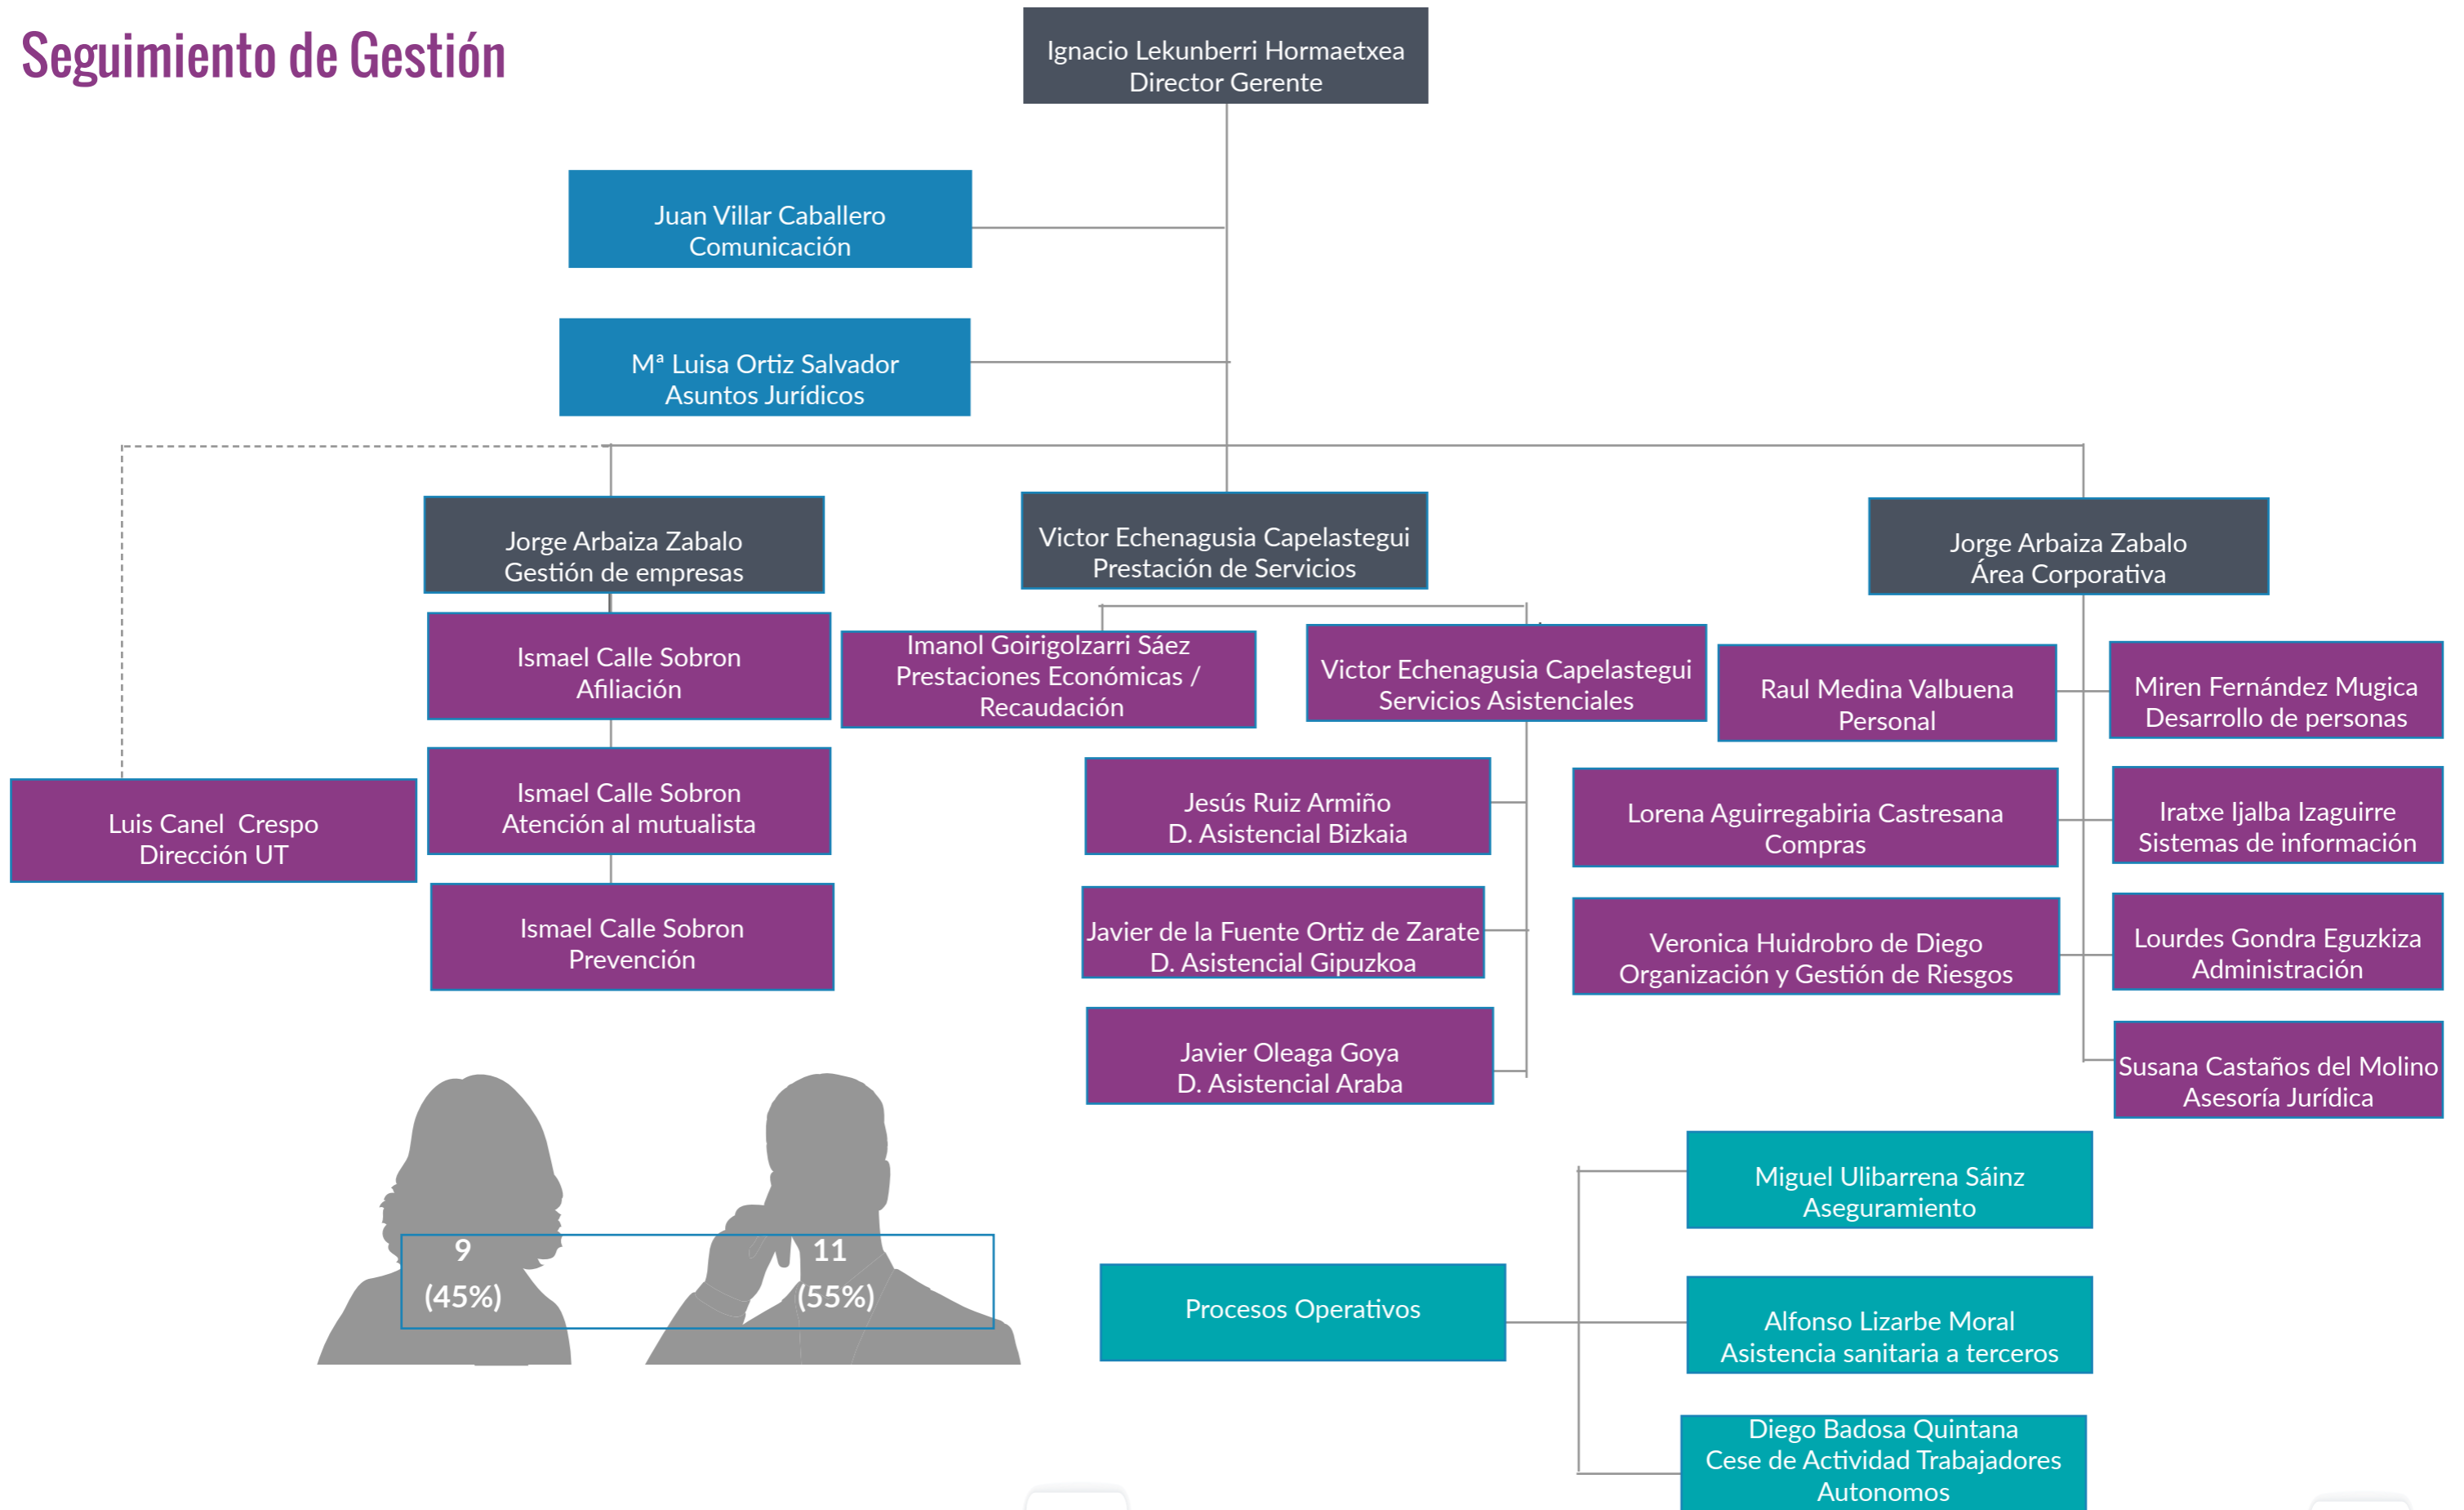 Seguimiento de Gestión
Ignacio Lekunberri Hormaetxea
Director Gerente
Juan Villar Caballero
Comunicación
Mª Luisa Ortiz Salvador
Asuntos Jurídicos
Jorge Arbaiza Zabalo
Gestión de empresas
Victor Echenagusia Capelastegui
Prestación de Servicios
Jorge Arbaiza Zabalo
Área Corporativa
Luis Canel  Crespo
Dirección UT
Ismael Calle Sobron
Afiliación
Ismael Calle Sobron
Atención al mutualista
Ismael Calle Sobron
Prevención
Imanol Goirigolzarri Sáez
Prestaciones Económicas /
Recaudación
Victor Echenagusia Capelastegui
Servicios Asistenciales
Jesús Ruiz Armiño
D. Asistencial Bizkaia
Javier de la Fuente Ortiz de Zarate
D. Asistencial Gipuzkoa
Javier Oleaga Goya
D. Asistencial Araba
Raul Medina Valbuena
Personal
Miren Fernández Mugica
Desarrollo de personas
Lorena Aguirregabiria Castresana
Compras
Iratxe Ijalba Izaguirre
Sistemas de información
Veronica Huidrobro de Diego
Organización y Gestión de Riesgos
Lourdes Gondra Eguzkiza
Administración
Susana Castaños del Molino
Asesoría Jurídica
9
(45%)
11
(55%)
Procesos Operativos
Miguel Ulibarrena Sáinz
Aseguramiento
Alfonso Lizarbe Moral
Asistencia sanitaria a terceros
Diego Badosa Quintana
Cese de Actividad Trabajadores
Autonomos